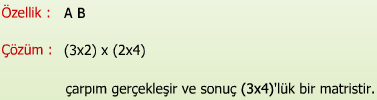 Özellik : A B
Çözüm : (3x2) x (2x4)
çarpım gerçekleşir ve sonuç (3x4)'lük bir matristir.